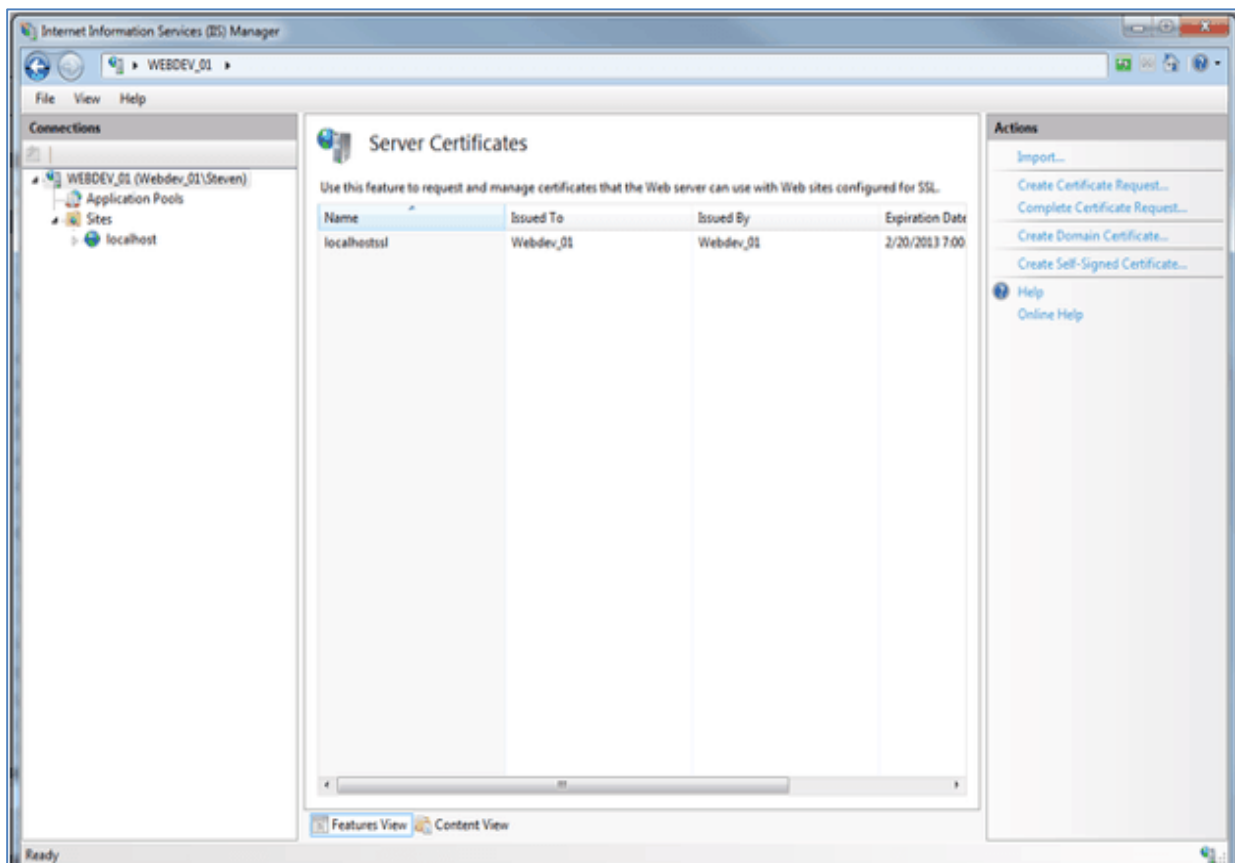 Internet Information Services (IIS) Manager
WEBDEV_01
File View Help
Connections
WEBDEV_01 (Webdev_01\Steven)
Application Pools
Sites
localhost
Server Certificates
Use this feature to request and manage certificates that the Web server can use with Web sites configured for SSL.
Name Issued To Issued By Expiration Date
localhostssl Webdev_01 Webdev_01 2/20/2013 7:00
Features View Content View
Actions
Import...
Create Certificate Request...
Complete Certificate Request...
Create Domain Certificate...
Create Self-Signed Certificate...
Help
Online Help
Ready